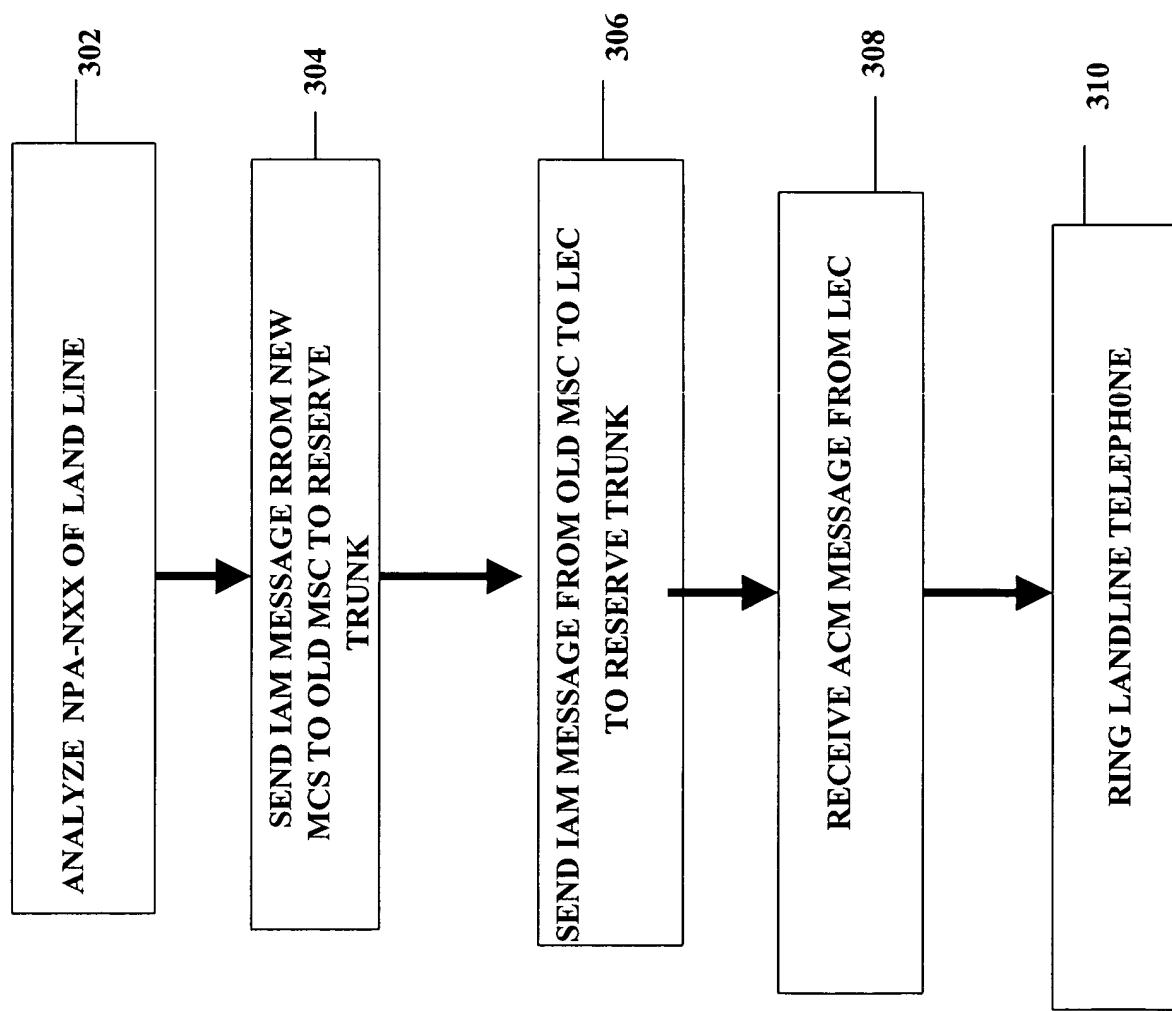 302
ANALYZE NPA-NXX OF LAND LINE
304
SEND IAM MESSAGE RROM NEW
MCS TO OLD MSC TO RESERVE
TRUNK
306
SEND IAM MESSAGE FROM OLD MSC TO LEC
TO RESERVE TRUNK
308
RECEIVE ACM MESSAGE FROM LEC
310
RING LANDLINE TELEPH0NE